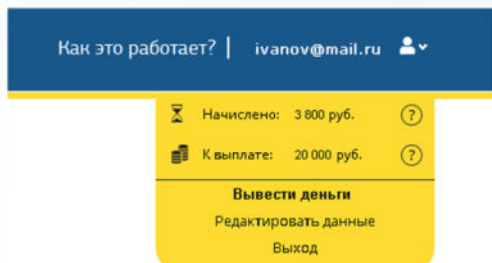 Как это работает? | ivanov@mail.ru
Начислено: 3 800 руб. ?
К выплате: 20 000 руб. ?
Вывести деньги
Редактировать данные
Выход